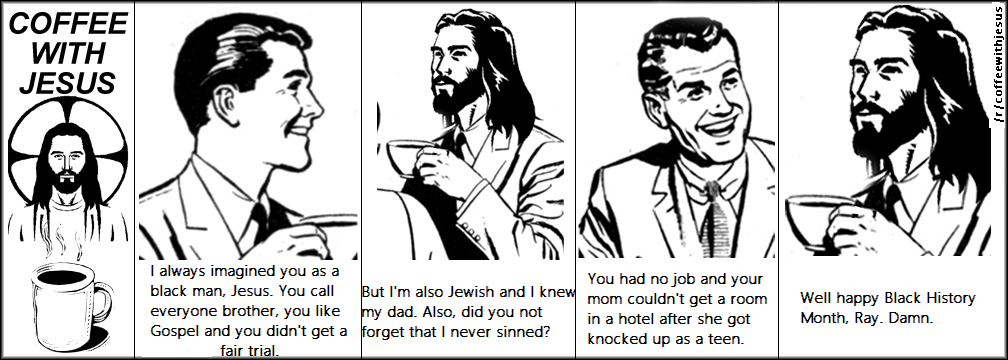 COFFEE
WITH
JESUS
I always imagined you as a
black man, Jesus. You call
everyone brother, you like
Gospel and you didn't get a
fair trial.
But I'm also Jewish and I knew
my dad. Also, did you not
forget that I never sinned?
You had no job and your
mom couldn't get a room
in a hotel after she got
knocked up as a teen.
Well happy Black History
Month, Ray. Damn.
/r/coffeewithjesus